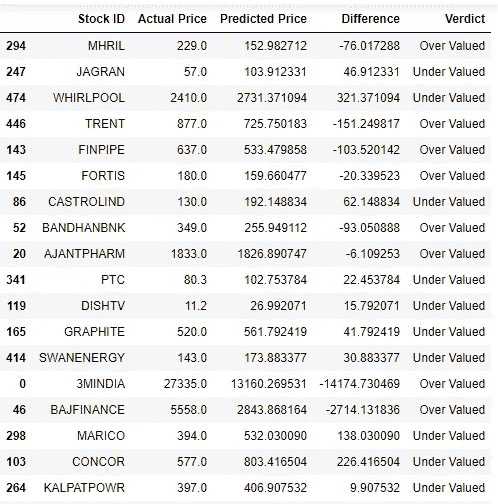 Stock ID Actual Price Predicted Price Difference Verdict
294 MHRIL 229.0 152.982712 -76.017288 Over Valued
247 JAGRAN 57.0 103.912331 46.912331 Under Valued
474 WHIRLPOOL 2410.0 2731.371094 321.371094 Under Valued
446 TRENT 877.0 725.750183 -151.249817 Over Valued
143 FINPIPE 637.0 533.479858 -103.520142 Over Valued
145 FORTIS 180.0 159.660477 -20.339523 Over Valued
86 CASTROLIND 130.0 192.148834 62.148834 Under Valued
52 BANDHANBNK 349.0 255.949112 -93.050888 Over Valued
20 AJANTPHARM 1833.0 1826.890747 -6.109253 Over Valued
341 PTC 80.3 102.753784 22.453784 Under Valued
119 DISHTV 11.2 26.992071 15.792071 Under Valued
165 GRAPHITE 520.0 561.792419 41.792419 Under Valued
414 SWANENERGY 143.0 173.883377 30.883377 Under Valued
0 3MINDIA 27335.0 13160.269531 -14174.730469 Over Valued
46 BAJFINANCE 5558.0 2843.868164 -2714.131836 Over Valued
298 MARICO 394.0 532.030090 138.030090 Under Valued
103 CONCOR 577.0 803.416504 226.416504 Under Valued
264 KALPATPOWR 397.0 406.907532 9.907532 Under Valued